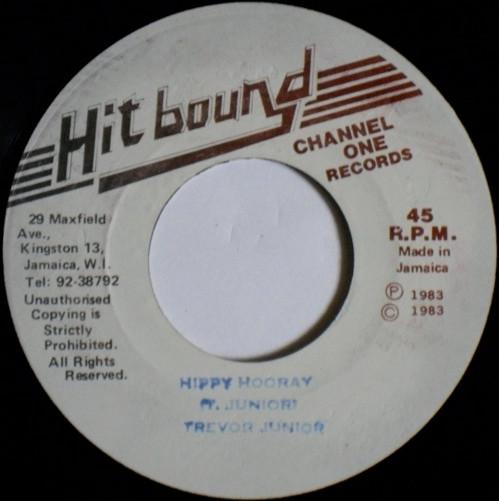 Hit bound
CHANNEL
ONE
RECORDS
29 Maxfield
Ave.,
Kingston 13,
Jamaica, W.I.
Tel: 92-38792
Unauthorised
Copying is
Strictly
Prohibited.
All Rights
Reserved.
45
R.P.M.
Made in
Jamaica
Ⓟ 1983
© 1983
HIPPY HOORAY
(T. JUNIOR)
TREVOR JUNIOR